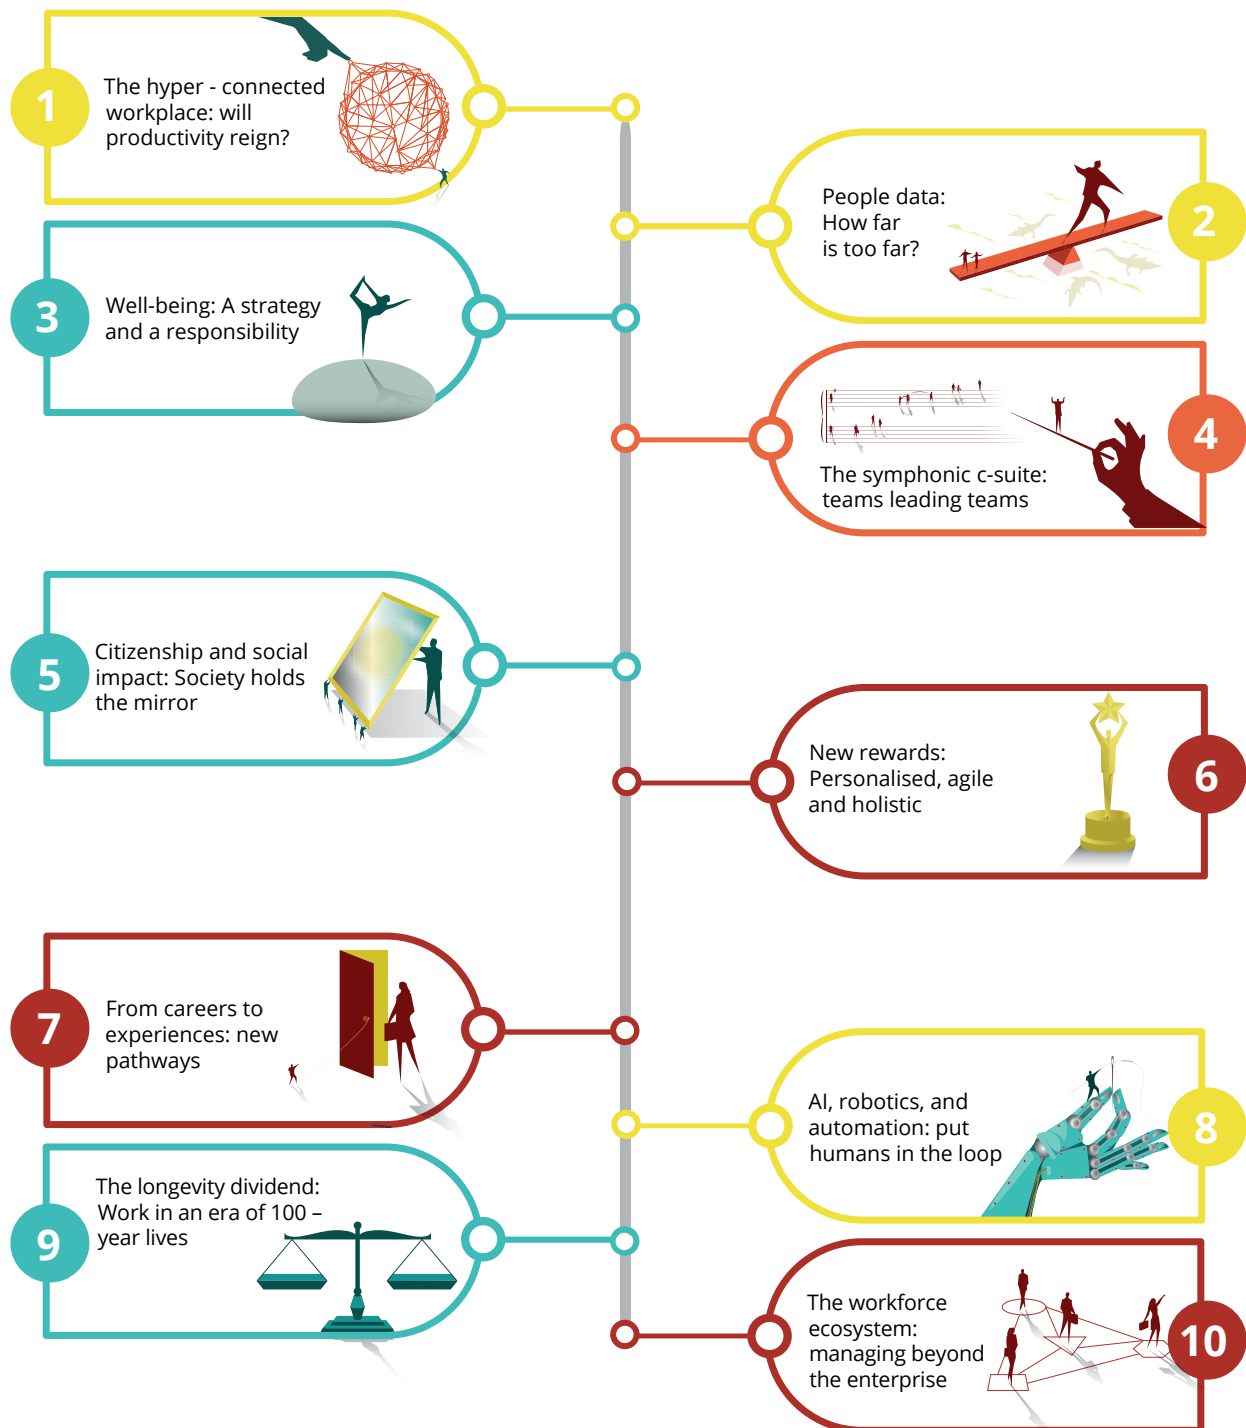 1
The hyper - connected
workplace: will
productivity reign?
2
People data:
How far
is too far?
3
Well-being: A strategy
and a responsibility
4
The symphonic c-suite:
teams leading teams
5
Citizenship and social
impact: Society holds
the mirror
6
New rewards:
Personalised, agile
and holistic
7
From careers to
experiences: new
pathways
8
AI, robotics, and
automation: put
humans in the loop
9
The longevity dividend:
Work in an era of 100 –
year lives
10
The workforce
ecosystem:
managing beyond
the enterprise